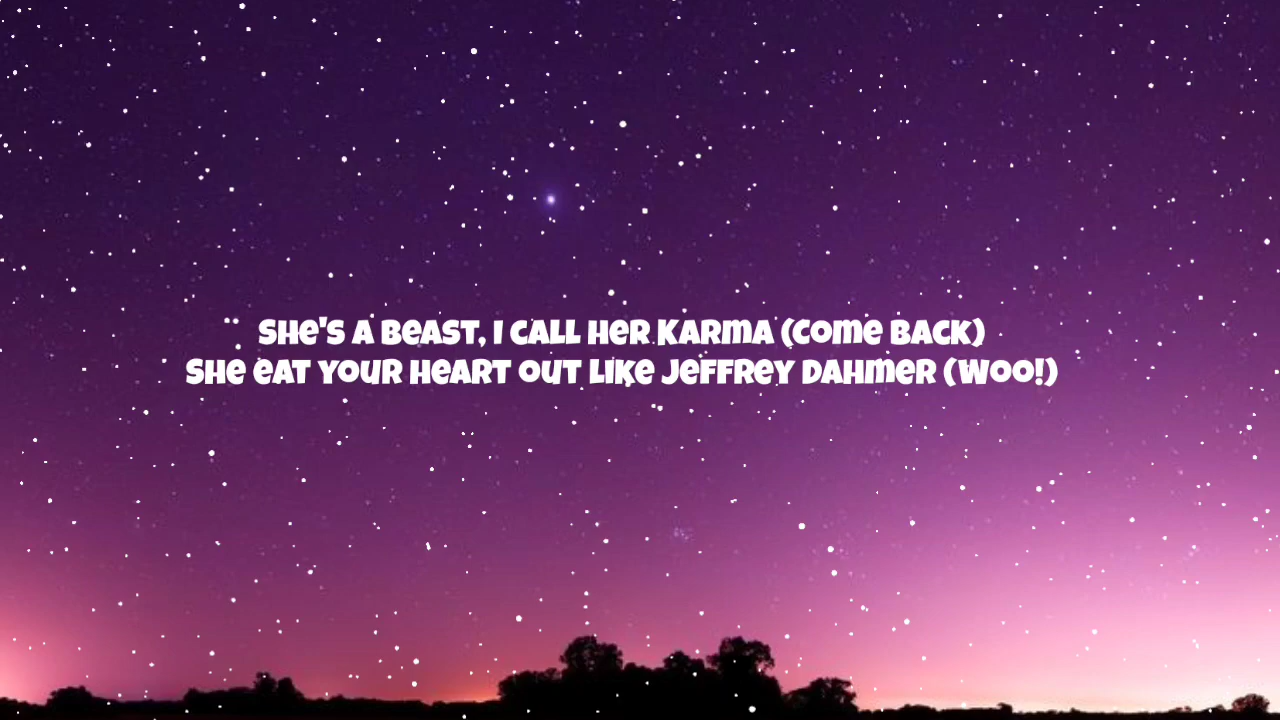 She's a beast, I call her Karma (come back)
She eat your heart out like Jeffrey Dahmer (woo!)